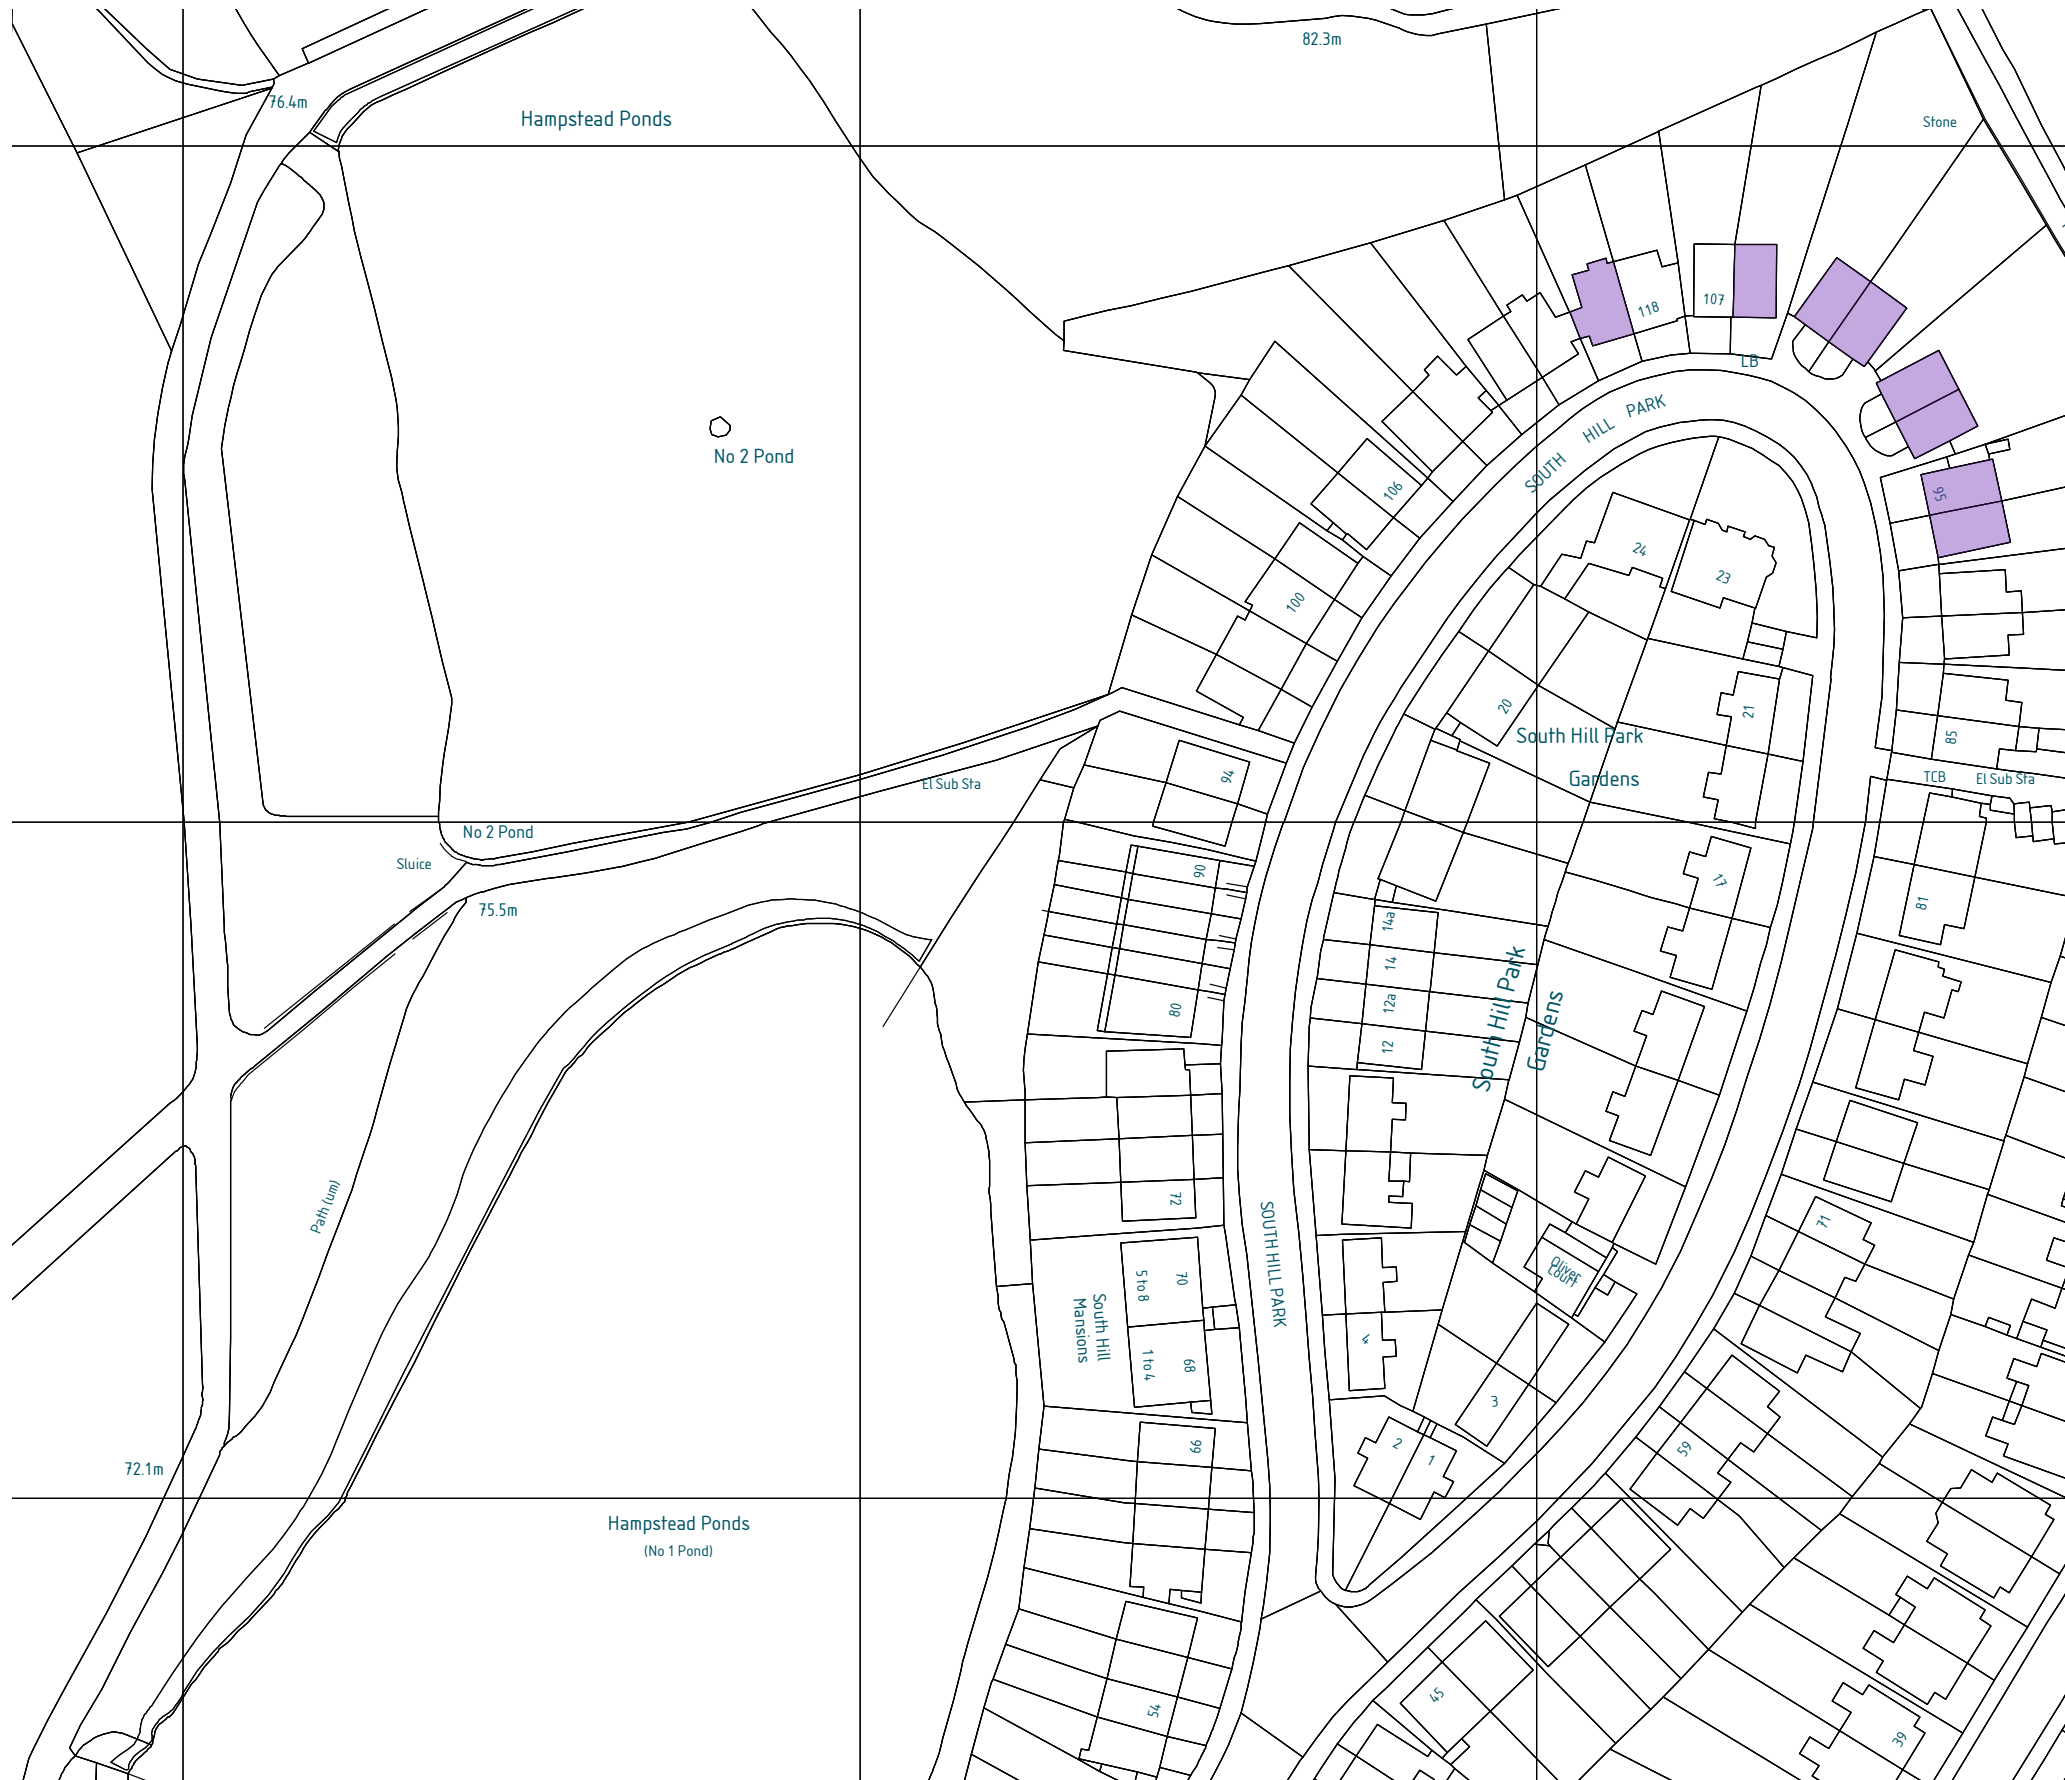 82.3m
76.4m
Hampstead Ponds
Stone
107
118
LB
SOUTH HILL PARK
No 2 Pond
106
95
24
23
100
20
21
South Hill Park
Gardens
85
94
El Sub Sta
TCB
El Sub Sta
No 2 Pond
Sluice
90
17
75.5m
14a
81
14
South Hill Park
Gardens
12a
80
12
Path (um)
72
71
SOUTH HILL PARK
Oliver
Court
70
5 to 8
South Hill
Mansions
4
1 to 4
68
3
66
2
1
59
72.1m
Hampstead Ponds
(No 1 Pond)
45
54
39